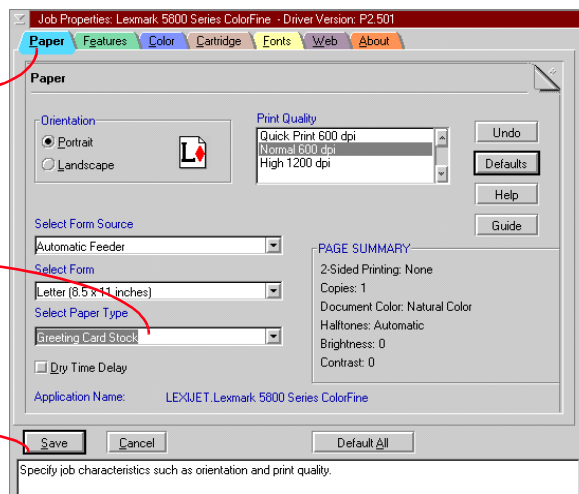 Job Properties: Lexmark 5800 Series ColorFine - Driver Version: P2.501
Paper Features Color Cartridge Fonts Web About
Paper
Orientation
Portrait
Landscape
L
Print Quality
Quick Print 600 dpi
Normal 600 dpi
High 1200 dpi
Undo
Defaults
Help
Guide
Select Form Source
Automatic Feeder
Select Form
Letter (8.5 x 11 inches)
Select Paper Type
Greeting Card Stock
Dry Time Delay
PAGE SUMMARY
2-Sided Printing: None
Copies: 1
Document Color: Natural Color
Halftones: Automatic
Brightness: 0
Contrast: 0
Application Name: LEXIJET.Lexmark 5800 Series ColorFine
Save Cancel Default All
Specify job characteristics such as orientation and print quality.